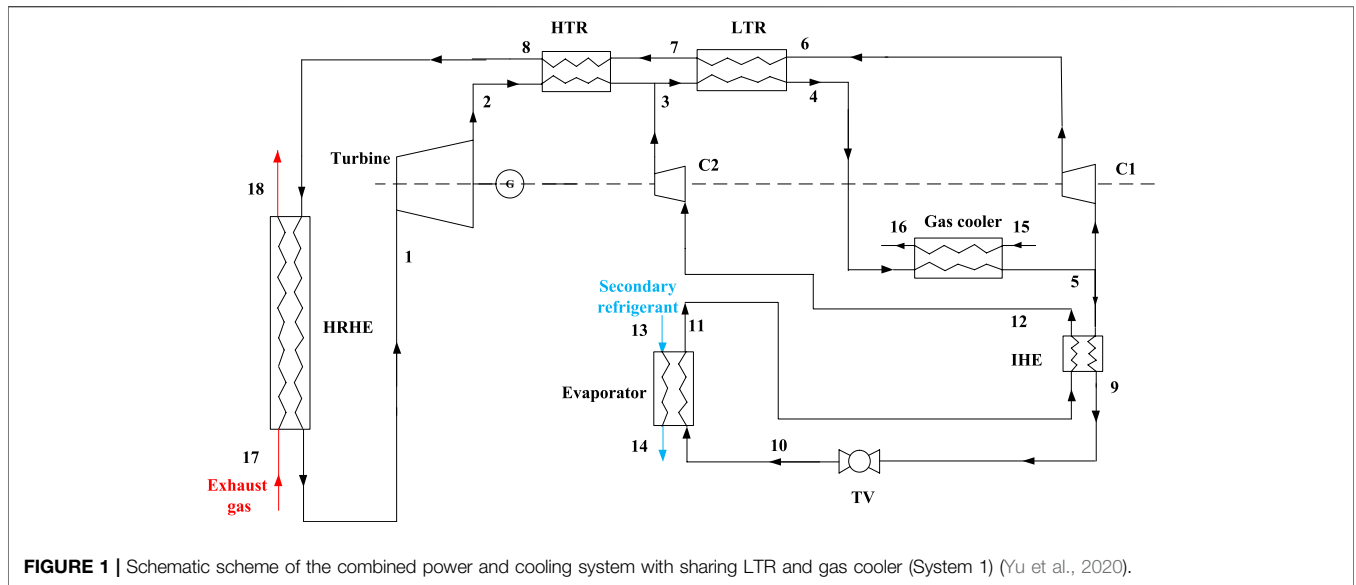 HTR
LTR
8
7
6
2
3
4
Turbine
C2
C1
G
18
Gas cooler
16
15
1
5
Secondary
refrigerant
12
13
11
HRHE
IHE
9
Evaporator
14
10
17
Exhaust
gas
TV
FIGURE 1 | Schematic scheme of the combined power and cooling system with sharing LTR and gas cooler (System 1) (Yu et al., 2020).